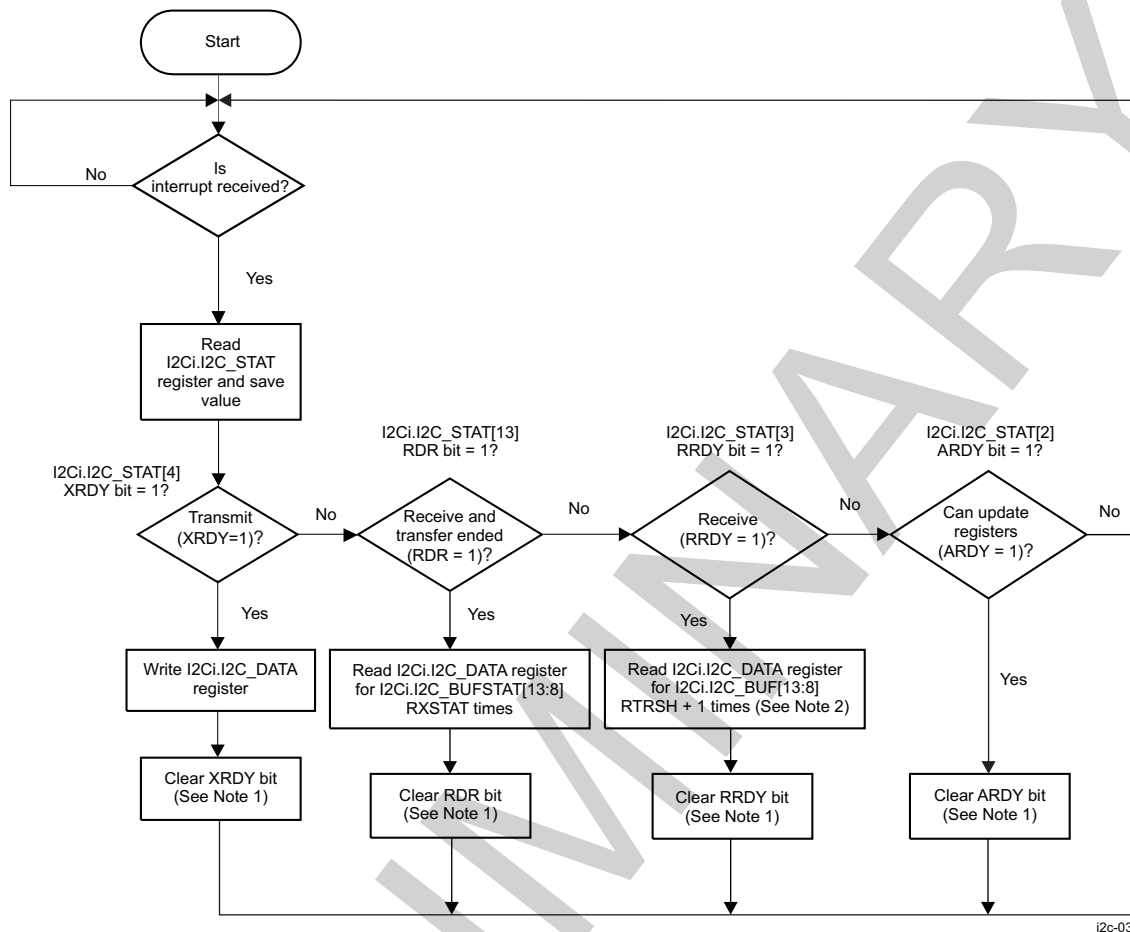 Start
Is
interrupt received?
No
Yes
Read
I2Ci.I2C_STAT
register and save
value
I2Ci.I2C_STAT[4]
XRDY bit = 1?
Transmit
(XRDY=1)?
No
Yes
I2Ci.I2C_STAT[13]
RDR bit = 1?
Receive and
transfer ended
(RDR = 1)?
No
Yes
I2Ci.I2C_STAT[3]
RRDY bit = 1?
Receive
(RRDY = 1)?
No
Yes
I2Ci.I2C_STAT[2]
ARDY bit = 1?
Can update
registers
(ARDY = 1)?
No
Yes
Write I2Ci.I2C_DATA
register
Read I2Ci.I2C_DATA register
for I2Ci.I2C_BUFSTAT[13:8]
RXSTAT times
Read I2Ci.I2C_DATA register
for I2Ci.I2C_BUF[13:8]
RTRSH + 1 times (See Note 2)
Clear XRDY bit
(See Note 1)
Clear RDR bit
(See Note 1)
Clear RRDY bit
(See Note 1)
Clear ARDY bit
(See Note 1)
i2c-03
IMINARY